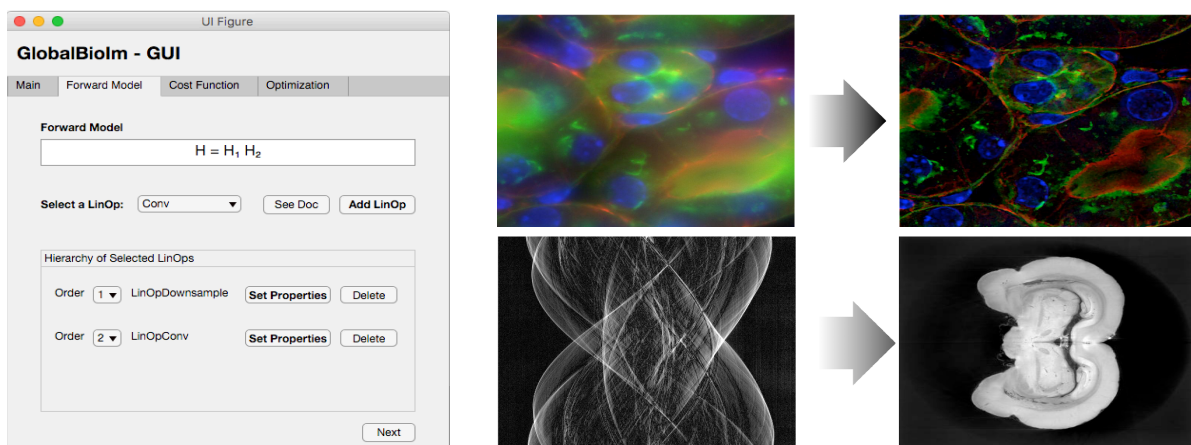 UI Figure
GlobalBioIm - GUI
Main Forward Model Cost Function Optimization
Forward Model
H = H₁ H₂
Select a LinOp: Conv See Doc Add LinOp
Hierarchy of Selected LinOps
Order 1 LinOpDownsample Set Properties Delete
Order 2 LinOpConv Set Properties Delete
Next